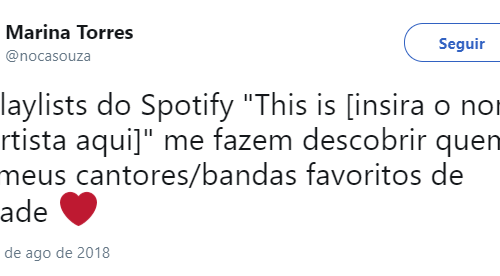 Marina Torres
@nocasouza
Seguir
laylists do Spotify "This is [insira o nor
rtista aqui]" me fazem descobrir quem
meus cantores/bandas favoritos de
ade ❤
de ago de 2018